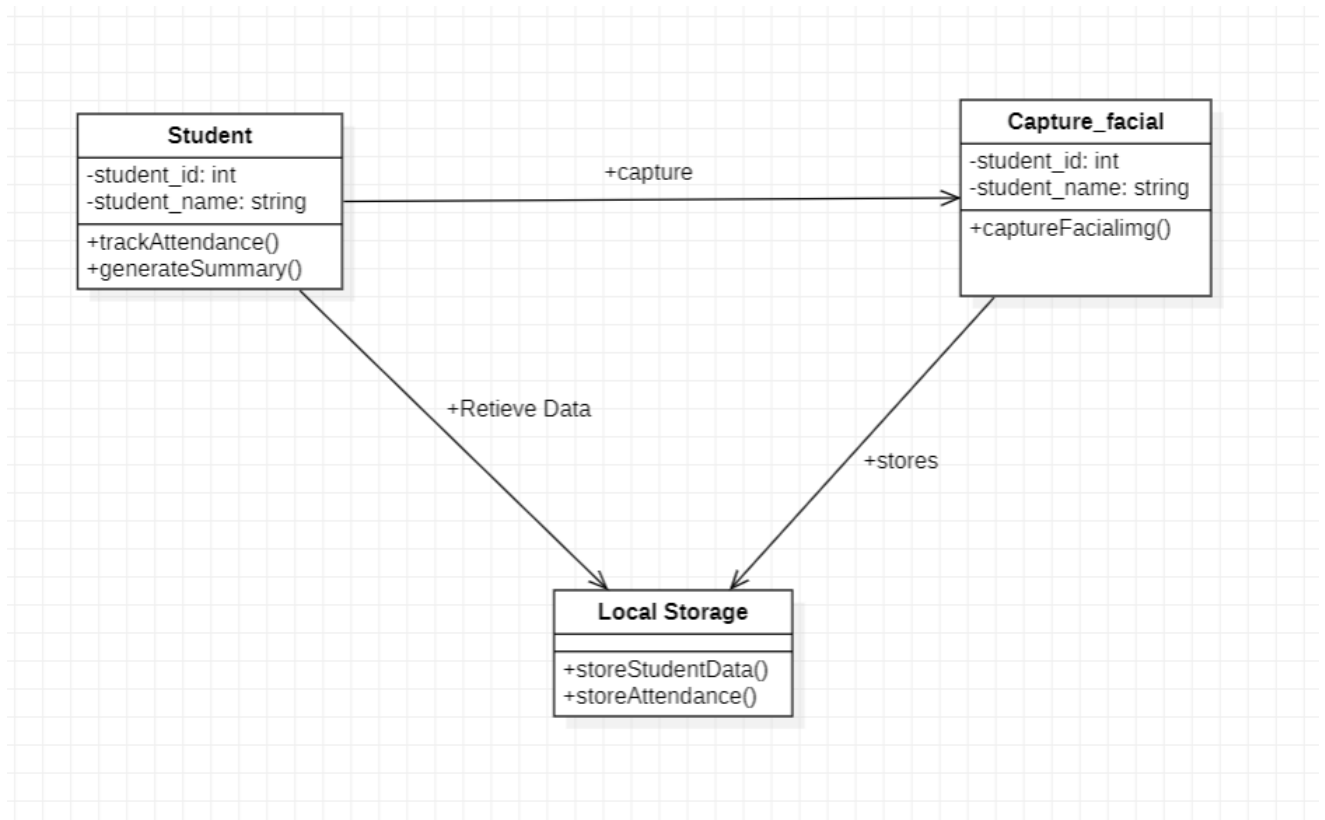 Student
-student_id: int
-student_name: string
+trackAttendance()
+generateSummary()
+capture
Capture_facial
-student_id: int
-student_name: string
+captureFacialimg()
+Retieve Data
+stores
Local Storage
+storeStudentData()
+storeAttendance()